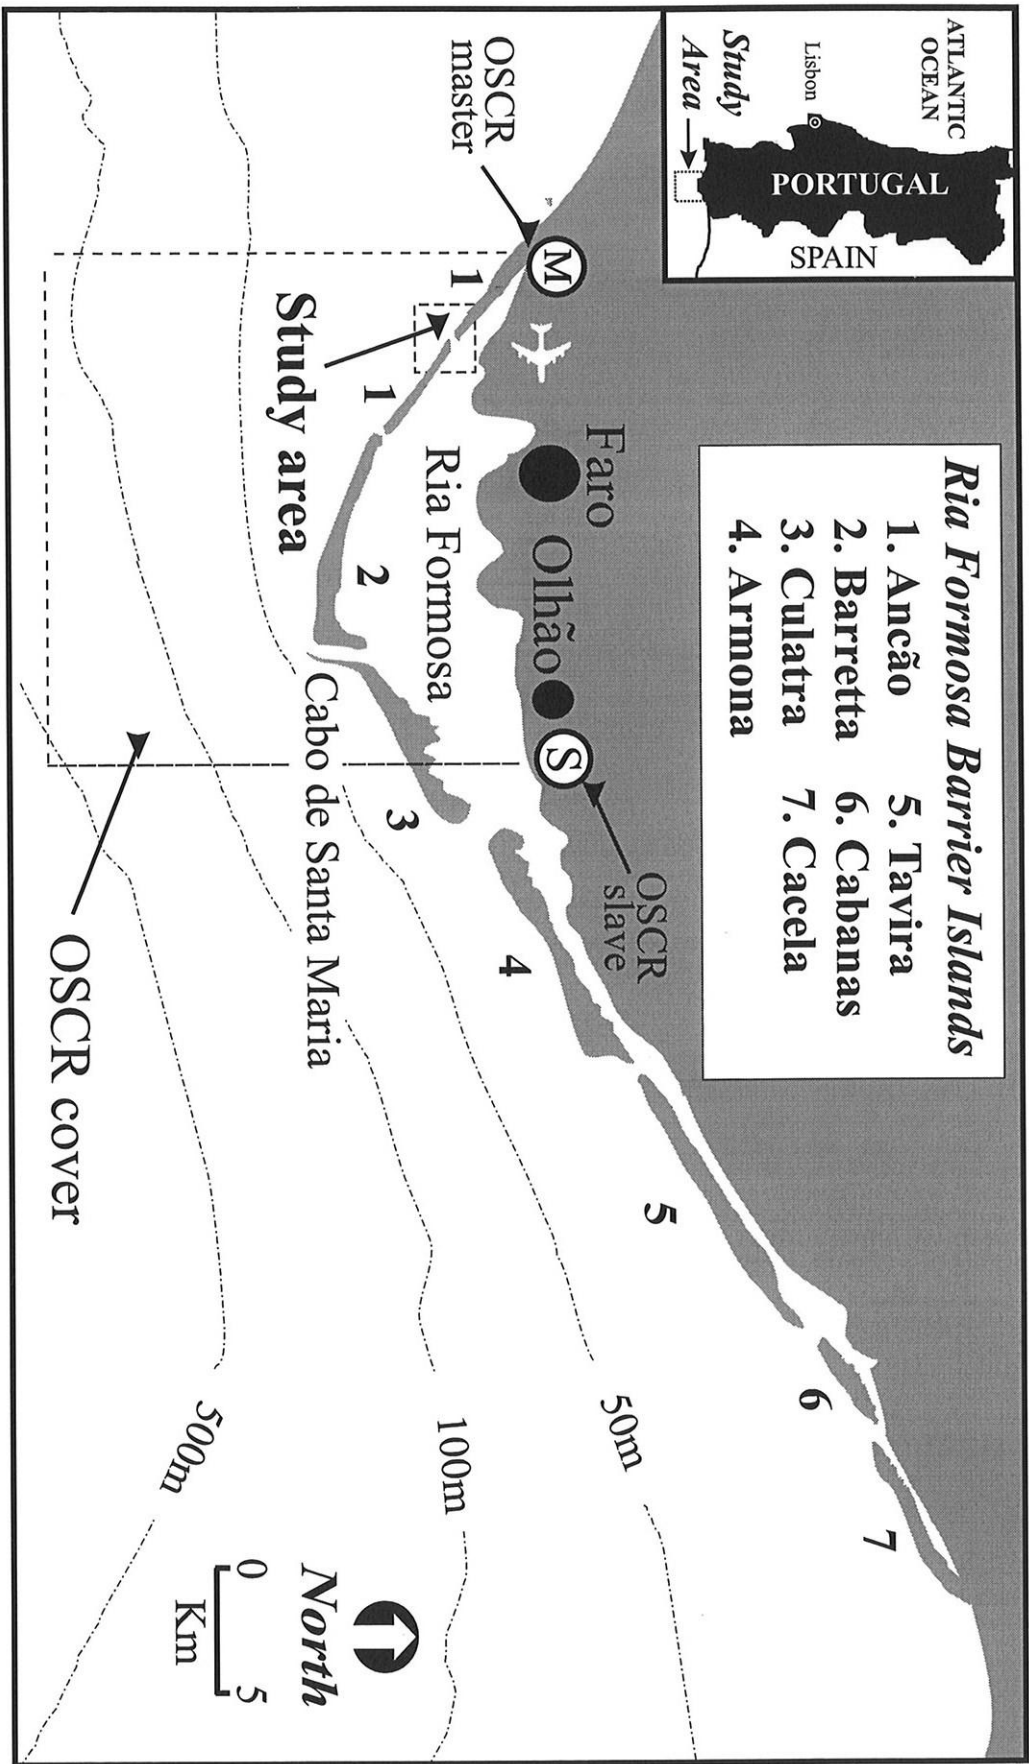 ATLANTIC
OCEAN
Lisbon
PORTUGAL
SPAIN
Study
Area
Ria Formosa Barrier Islands
1. Ancão
2. Barretta
3. Culatra
4. Armona
5. Tavira
6. Cabanas
7. Cacela
OSCR
master
M
Faro
Olhão
S
OSCR
slave
Ria Formosa
1
1
2
3
4
5
6
7
Study area
Cabo de Santa Maria
OSCR cover
50m
100m
500m
North
0 5
Km